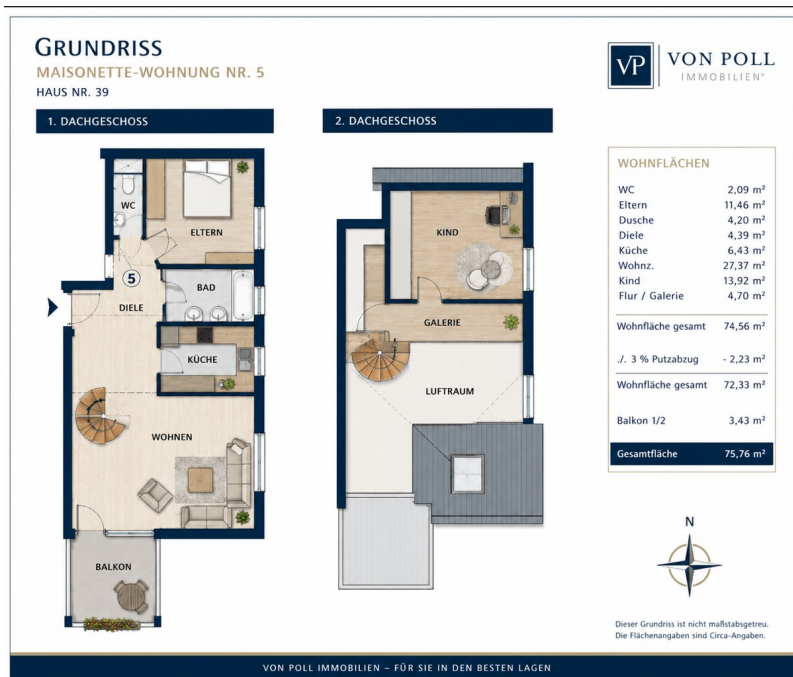 GRUNDRISS
MAISONETTE-WOHNUNG NR. 5
HAUS NR. 39
VP VON POLL
IMMOBILIEN®
1. DACHGESCHOSS
2. DACHGESCHOSS
WC
ELTERN
5
DIELE
BAD
KÜCHE
WOHNEN
BALKON
KIND
GALERIE
LUFTRAUM
WOHNFLÄCHEN
WC 2,09 m²
Eltern 11,46 m²
Dusche 4,20 m²
Diele 4,39 m²
Küche 6,43 m²
Wohnz. 27,37 m²
Kind 13,92 m²
Flur / Galerie 4,70 m²
Wohnfläche gesamt 74,56 m²
./. 3 % Putzabzug - 2,23 m²
Wohnfläche gesamt 72,33 m²
Balkon 1/2 3,43 m²
Gesamtfläche 75,76 m²
N
Dieser Grundriss ist nicht maßstabsgetreu.
Die Flächenangaben sind Circa-Angaben.
VON POLL IMMOBILIEN – FÜR SIE IN DEN BESTEN LAGEN